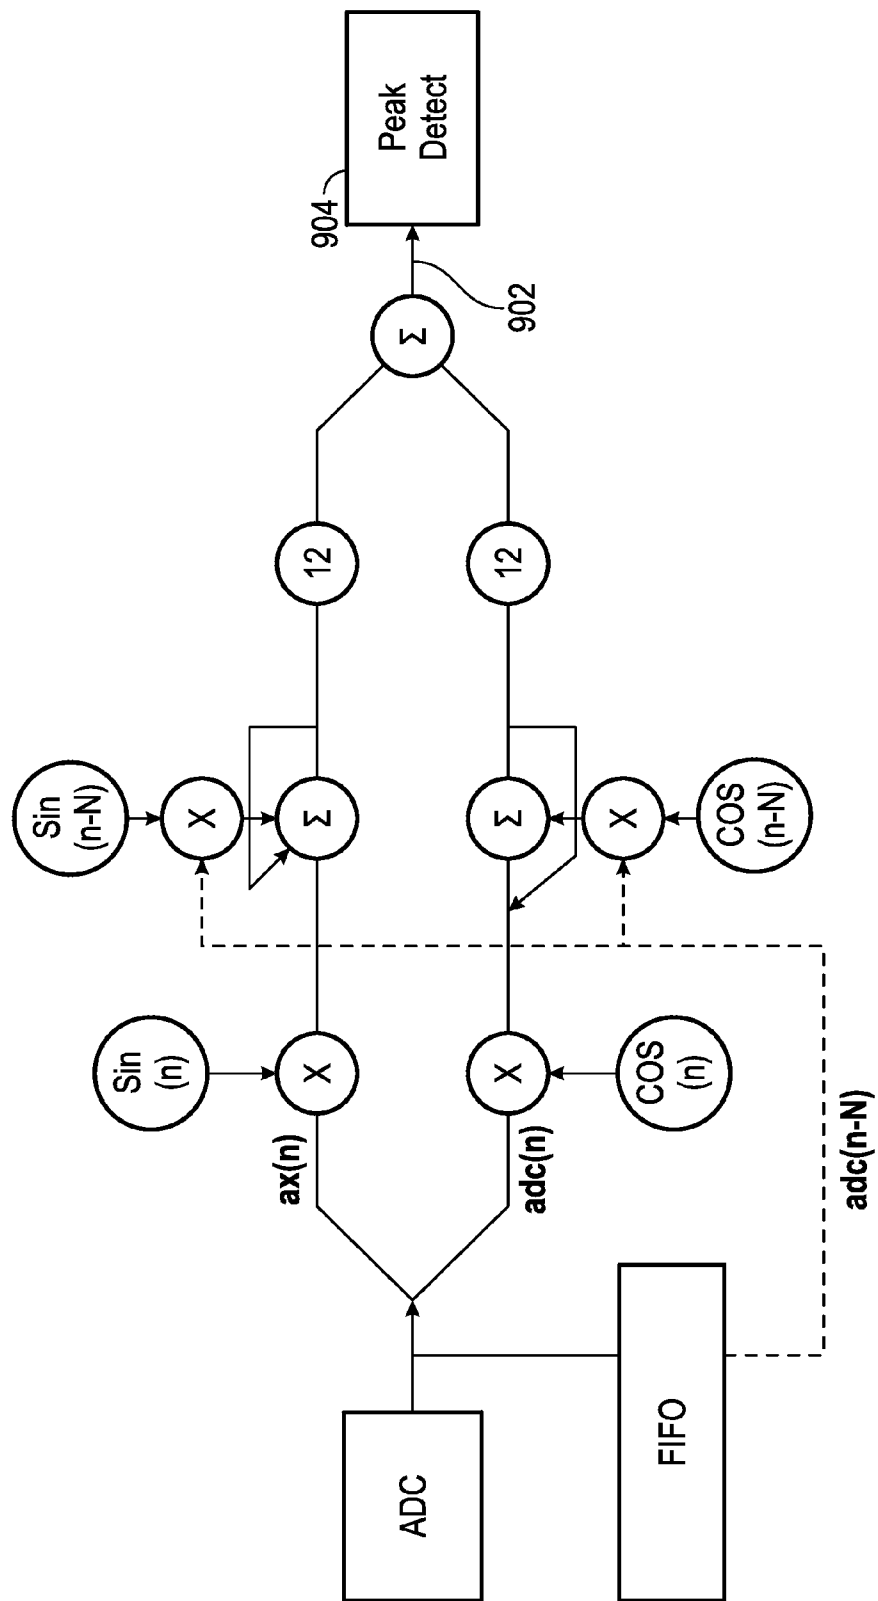 Sin
(n-N)
Sin
(n)
X
ax(n)
X
Σ
12
904
ADC
Σ
Peak
Detect
X
Σ
12
902
adc(n)
X
FIFO
COS
(n)
COS
(n-N)
adc(n-N)